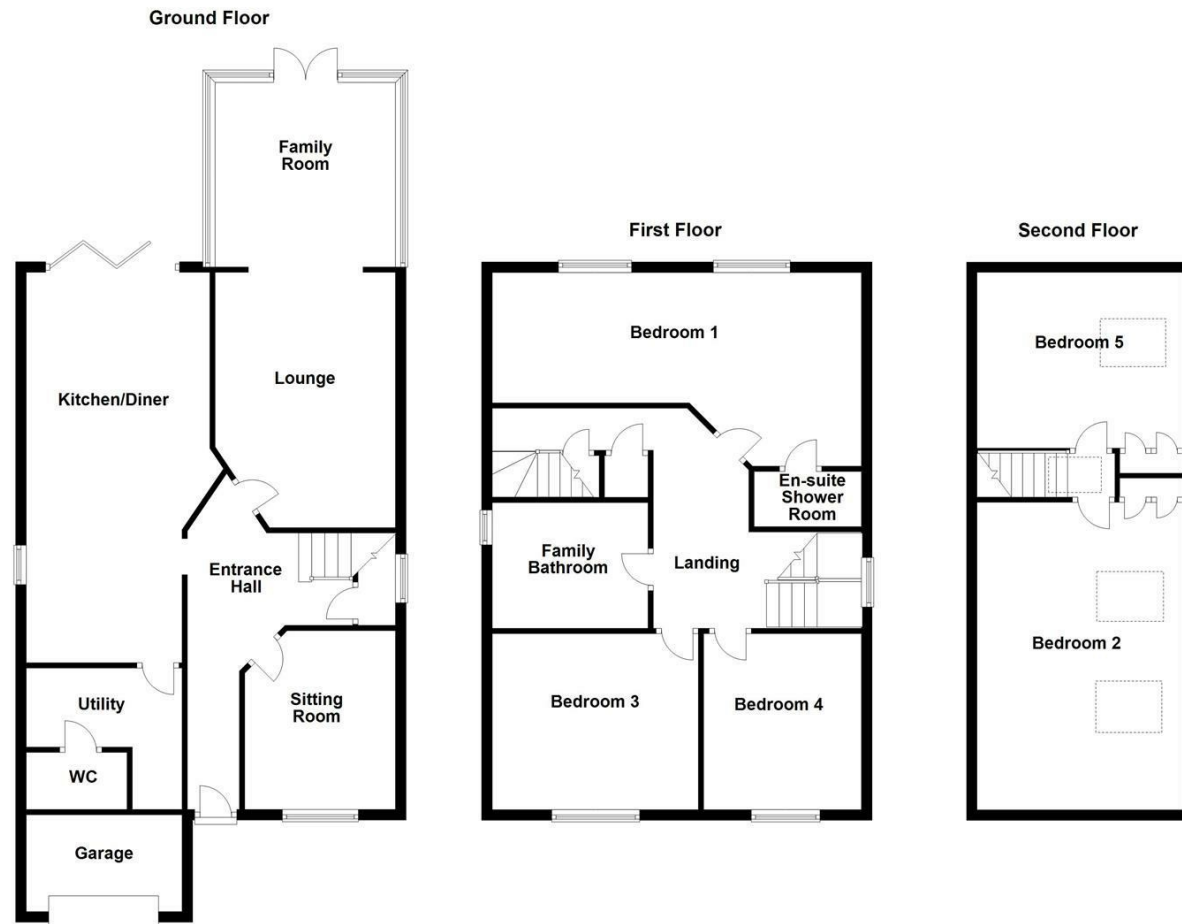 Ground Floor
Family
Room
Kitchen/Diner
Lounge
Entrance
Hall
Utility
WC
Sitting
Room
Garage
First Floor
Bedroom 1
En-suite
Shower
Room
Family
Bathroom
Landing
Bedroom 3
Bedroom 4
Second Floor
Bedroom 5
Bedroom 2